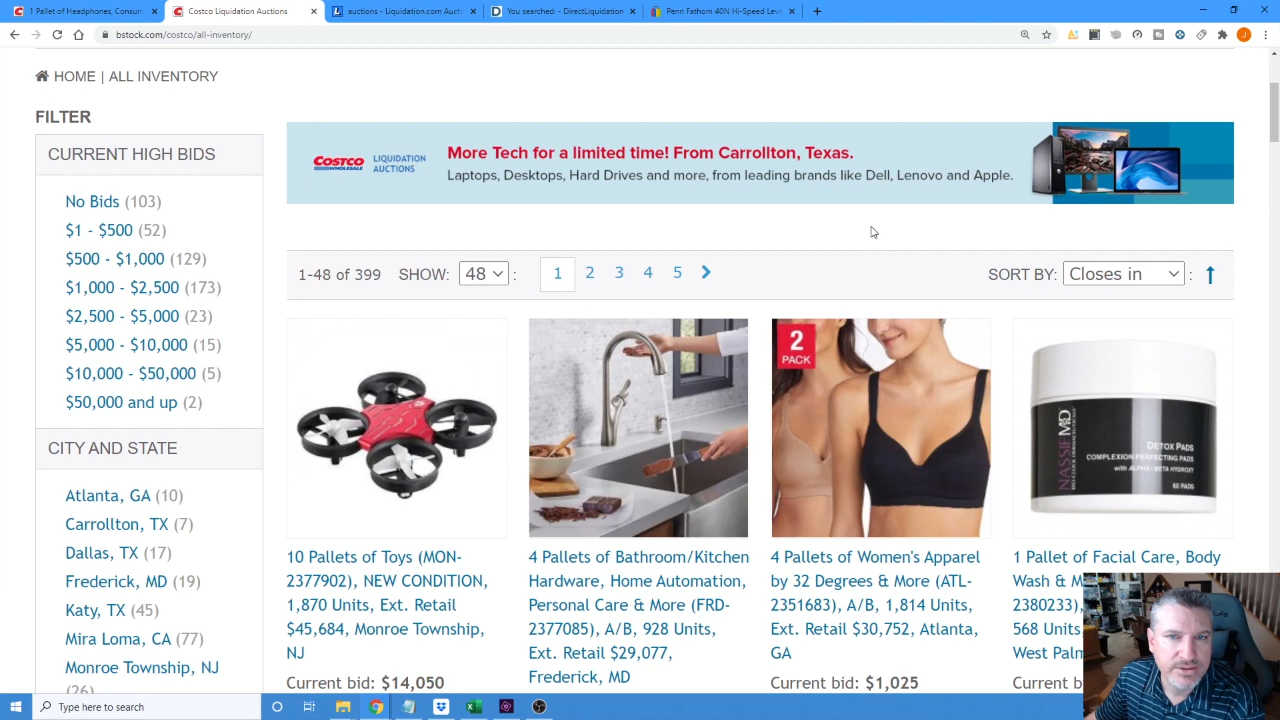 1 Pallet of Headphones, Consum
Costco Liquidation Auctions
auctions - Liquidation.com Aucti
You searched: - DirectLiquidation
Penn Fathom 40N Hi-Speed Leve
bstock.com/costco/all-inventory/
J
HOME | ALL INVENTORY
FILTER
CURRENT HIGH BIDS
No Bids (103)
$1 - $500 (52)
$500 - $1,000 (129)
$1,000 - $2,500 (173)
$2,500 - $5,000 (23)
$5,000 - $10,000 (15)
$10,000 - $50,000 (5)
$50,000 and up (2)
CITY AND STATE
Atlanta, GA (10)
Carrollton, TX (7)
Dallas, TX (17)
Frederick, MD (19)
Katy, TX (45)
Mira Loma, CA (77)
Monroe Township, NJ
(26)
COSTCO WHOLESALE
LIQUIDATION AUCTIONS
More Tech for a limited time! From Carrollton, Texas.
Laptops, Desktops, Hard Drives and more, from leading brands like Dell, Lenovo and Apple.
1-48 of 399 SHOW: 48 : 1 2 3 4 5
SORT BY: Closes in :
10 Pallets of Toys (MON-
2377902), NEW CONDITION,
1,870 Units, Ext. Retail
$45,684, Monroe Township,
NJ
Current bid: $14,050
4 Pallets of Bathroom/Kitchen
Hardware, Home Automation,
Personal Care & More (FRD-
2377085), A/B, 928 Units,
Ext. Retail $29,077,
Frederick, MD
2
PACK
4 Pallets of Women's Apparel
by 32 Degrees & More (ATL-
2351683), A/B, 1,814 Units,
Ext. Retail $30,752, Atlanta,
GA
Current bid: $1,025
NASSIF MD
DETOX PADS
COMPLEXION PERFECTING PADS
with ALPHA/BETA HYDROXY
60 PADS
1 Pallet of Facial Care, Body
Wash & M
2380233),
568 Units
West Palm
Current bid: $
Type here to search